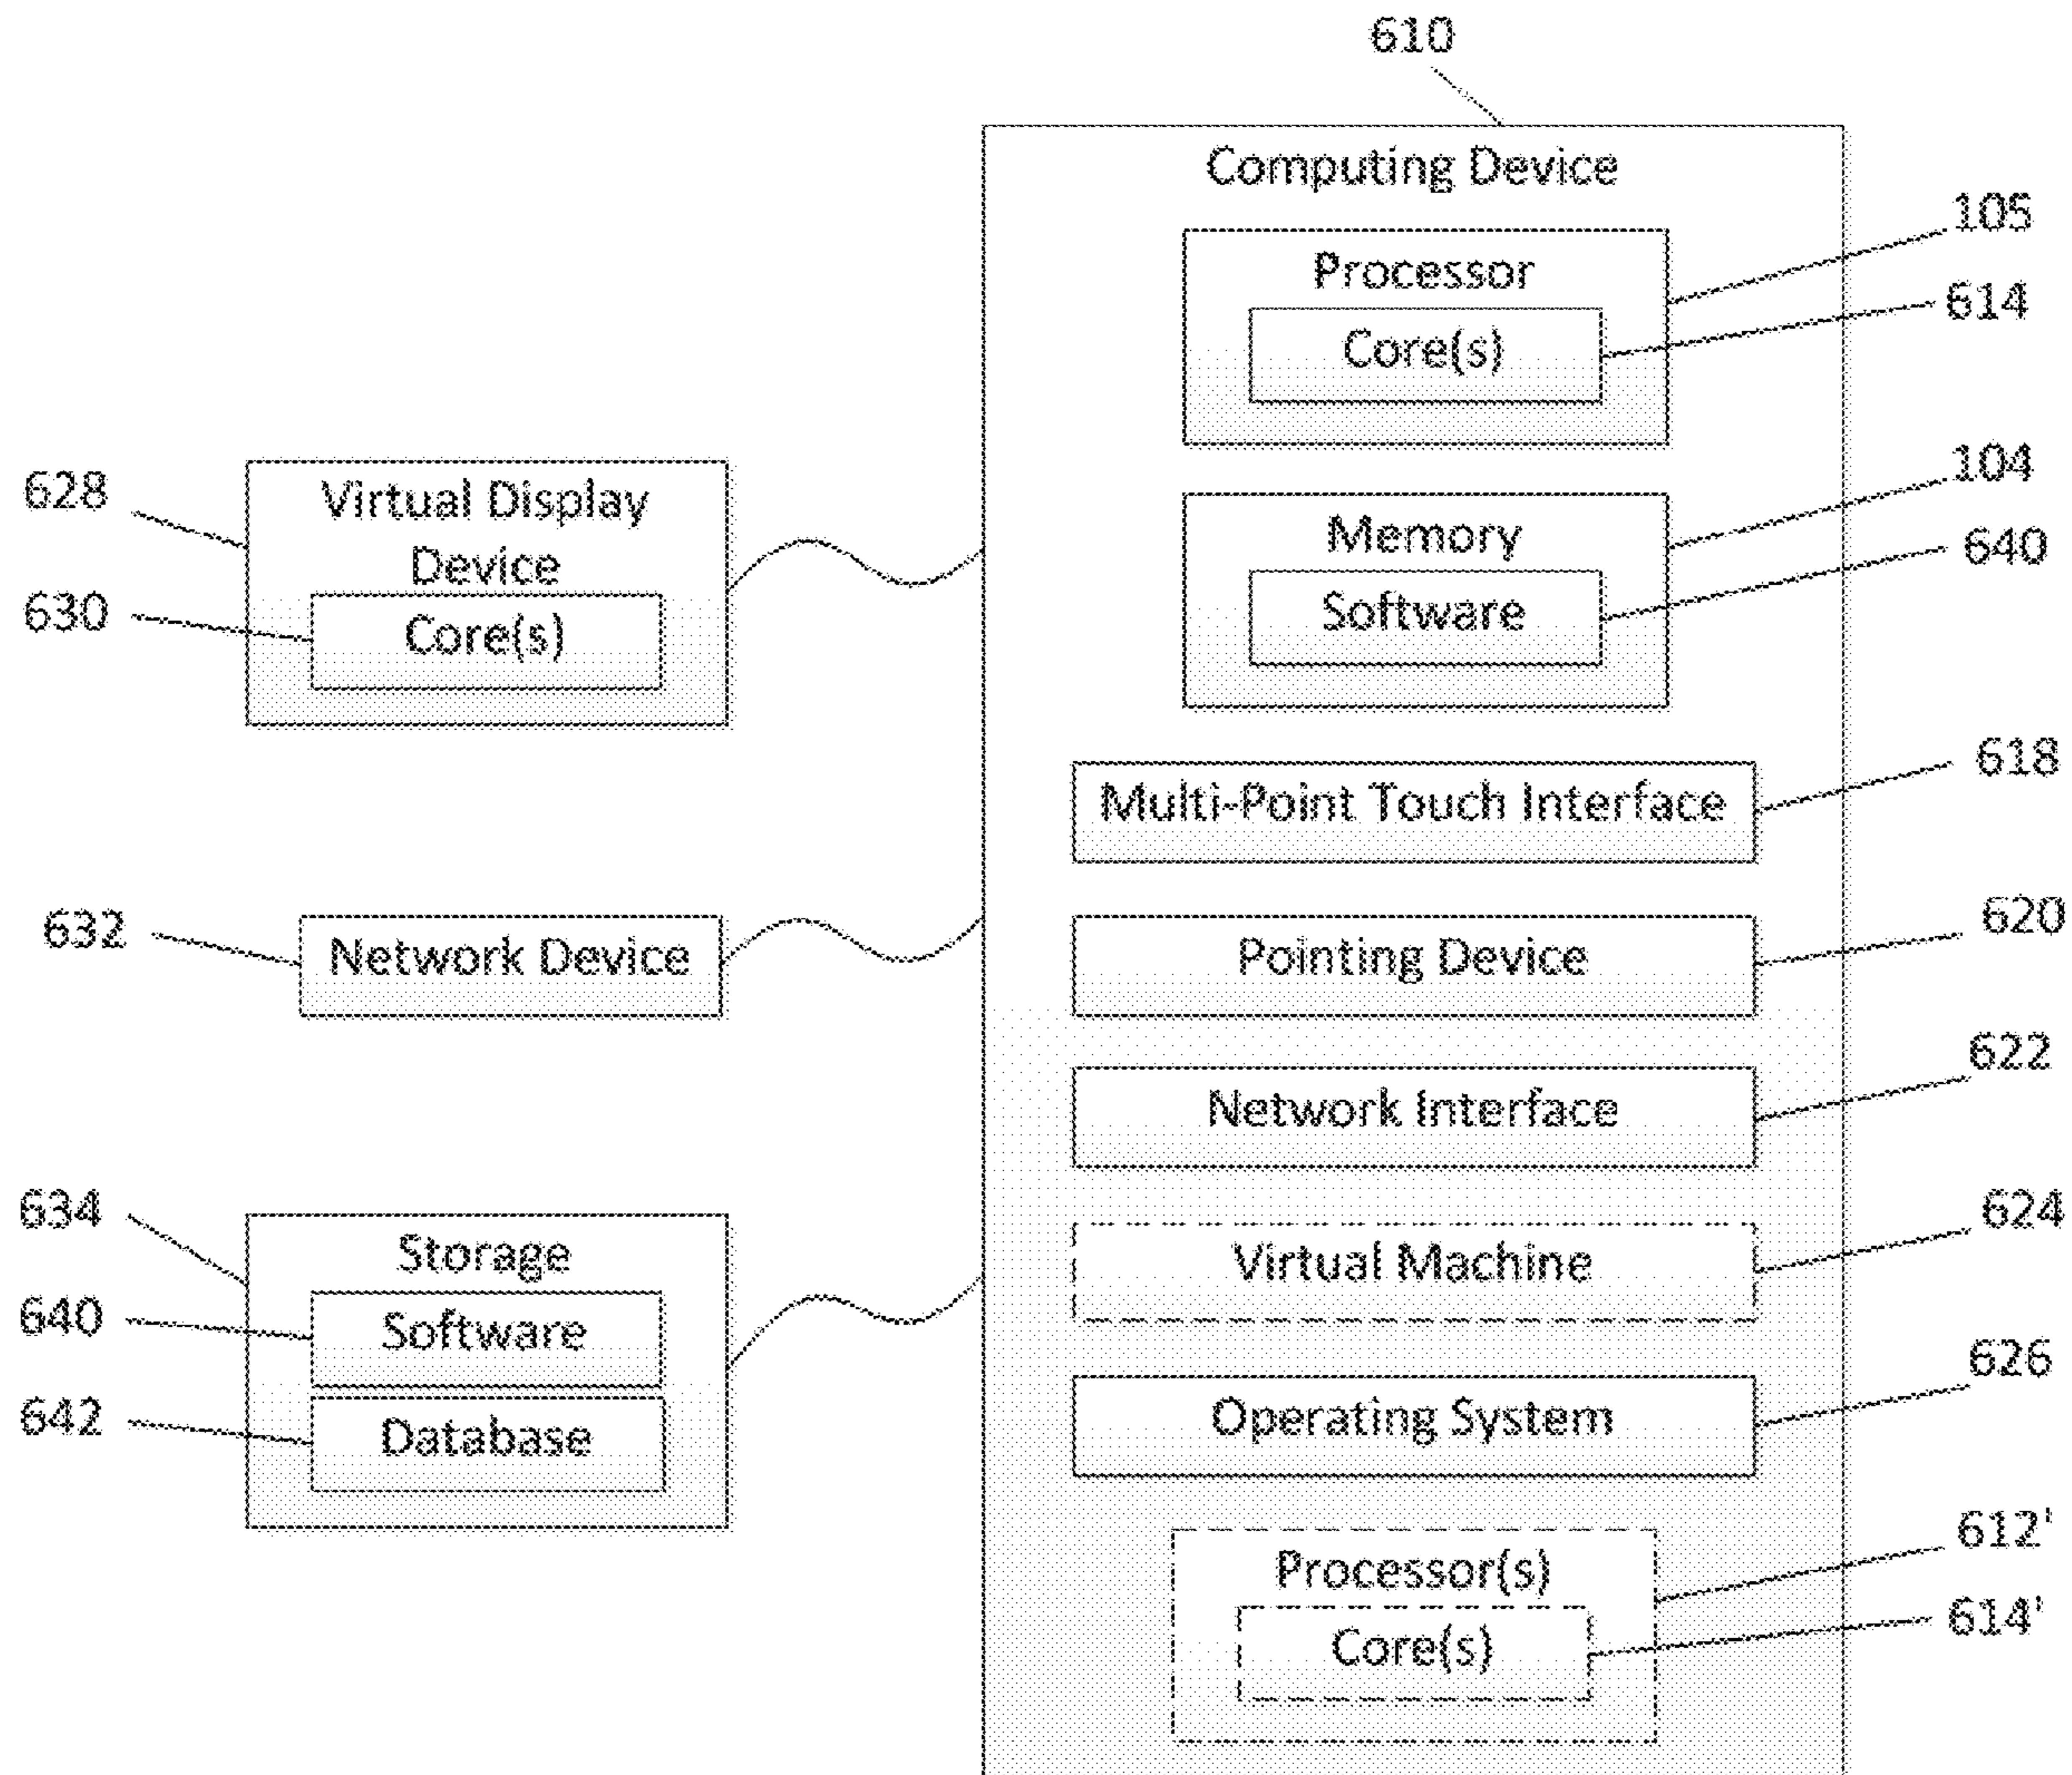 610
Computing Device
105
Processor
614
Core(s)
104
Memory
640
Software
628
Virtual Display
Device
630
Core(s)
618
Multi-Point Touch Interface
632
Network Device
620
Pointing Device
622
Network Interface
634
Storage
640
Software
642
Database
624
Virtual Machine
626
Operating System
612'
Processor(s)
614'
Core(s)